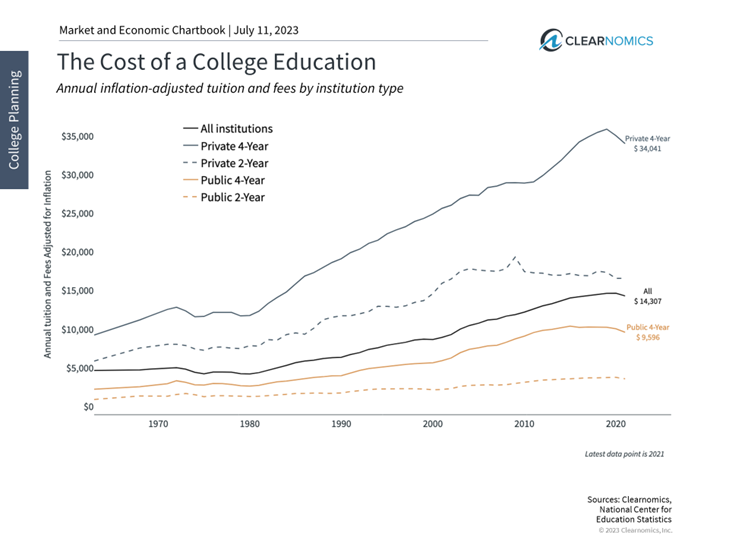 Market and Economic Chartbook | July 11, 2023
CLEARNOMICS
The Cost of a College Education
Annual inflation-adjusted tuition and fees by institution type
College Planning
All institutions
Private 4-Year
Private 2-Year
Public 4-Year
Public 2-Year
Annual tuition and Fees Adjusted for Inflation
$35,000
$30,000
$25,000
$20,000
$15,000
$10,000
$5,000
$0
Private 4-Year
$ 34,041
All
$ 14,307
Public 4-Year
$ 9,596
1970 1980 1990 2000 2010 2020
Latest data point is 2021
Sources: Clearnomics,
National Center for
Education Statistics
© 2023 Clearnomics, Inc.